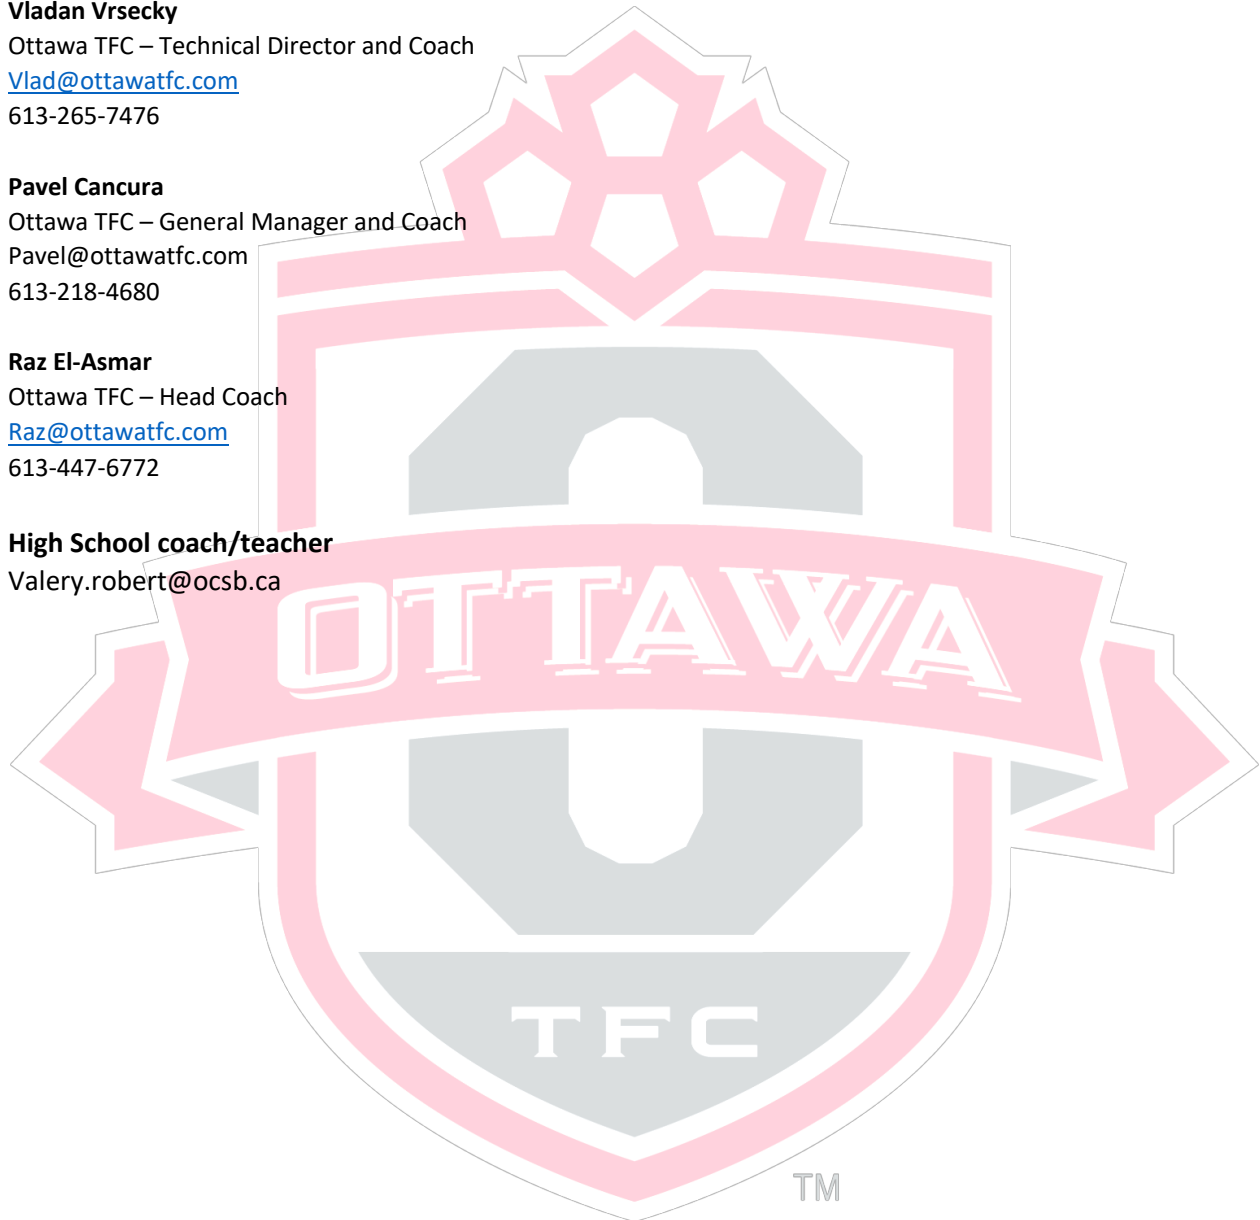 Vladan Vrsecky
Ottawa TFC – Technical Director and Coach
Vlad@ottawatfc.com
613-265-7476
Pavel Cancura
Ottawa TFC – General Manager and Coach
Pavel@ottawatfc.com
613-218-4680
Raz El-Asmar
Ottawa TFC – Head Coach
Raz@ottawatfc.com
613-447-6772
High School coach/teacher
Valery.robert@ocsb.ca
OTTAWA
TFC
TM